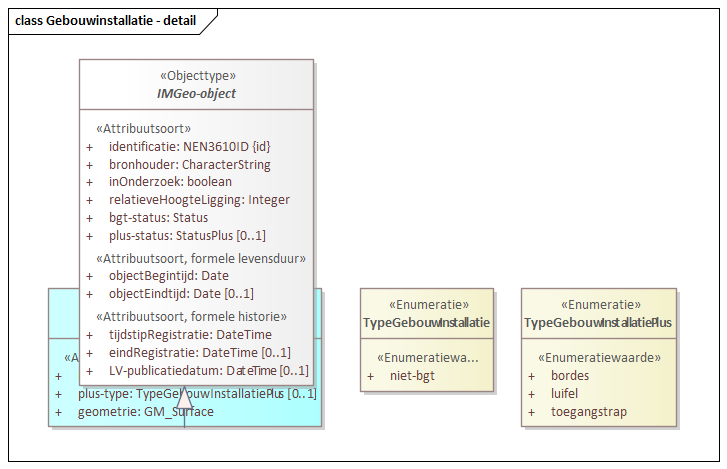 class Gebouwinstallatie - detail
«Objecttype»
IMGeo-object
«Attribuutsoort»
+ identificatie: NEN3610ID {id}
+ bronhouder: CharacterString
+ inOnderzoek: boolean
+ relatieveHoogteLigging: Integer
+ bgt-status: Status
+ plus-status: StatusPlus [0..1]
«Attribuutsoort, formele levensduur»
+ objectBegintijd: Date
+ objectEindtijd: Date [0..1]
«Attribuutsoort, formele historie»
+ tijdstipRegistratie: DateTime
+ eindRegistratie: DateTime [0..1]
+ LV-publicatiedatum: DateTime [0..1]
+ plus-type: TypeGebouwInstallatiePlus [0..1]
+ geometrie: GM_Surface
«Enumeratie»
TypeGebouwInstallatie
«Enumeratiewa...
+ niet-bgt
«Enumeratie»
TypeGebouwInstallatiePlus
«Enumeratiewaarde»
+ bordes
+ luifel
+ toegangstrap